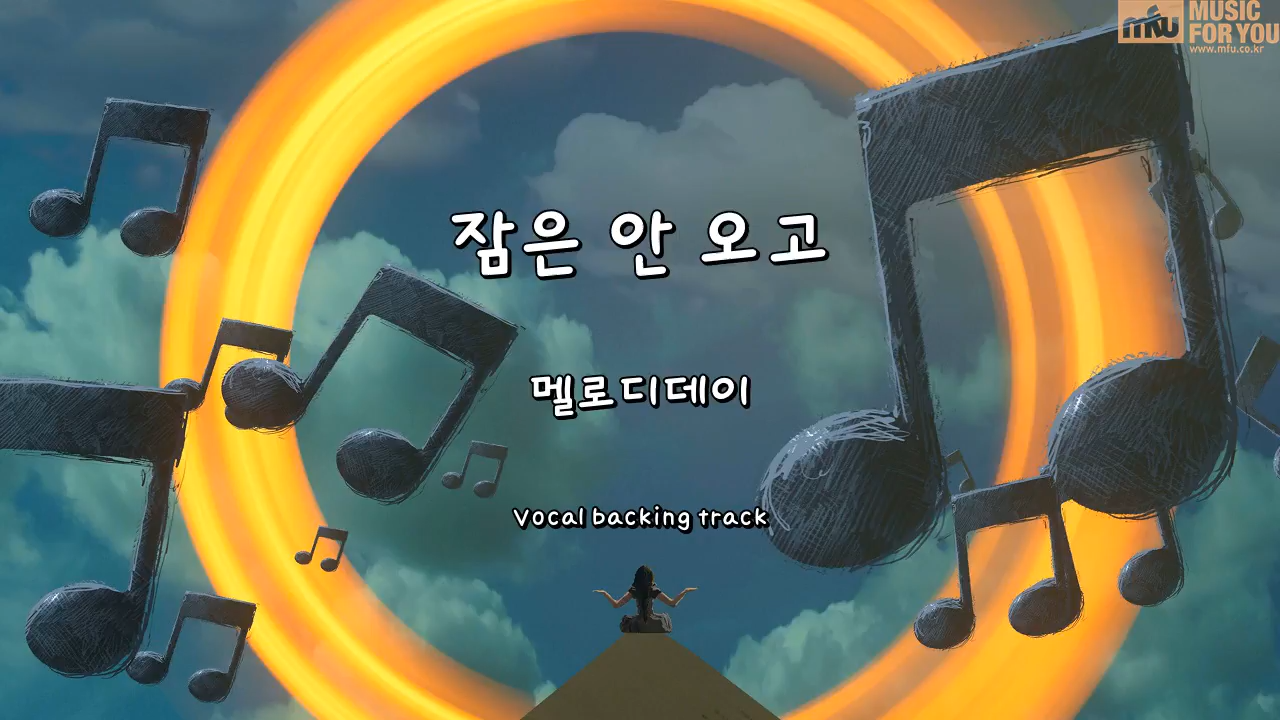 mfu MUSIC
FOR YOU
www.mfu.co.kr
잠은 안 오고
멜로디데이
Vocal backing track